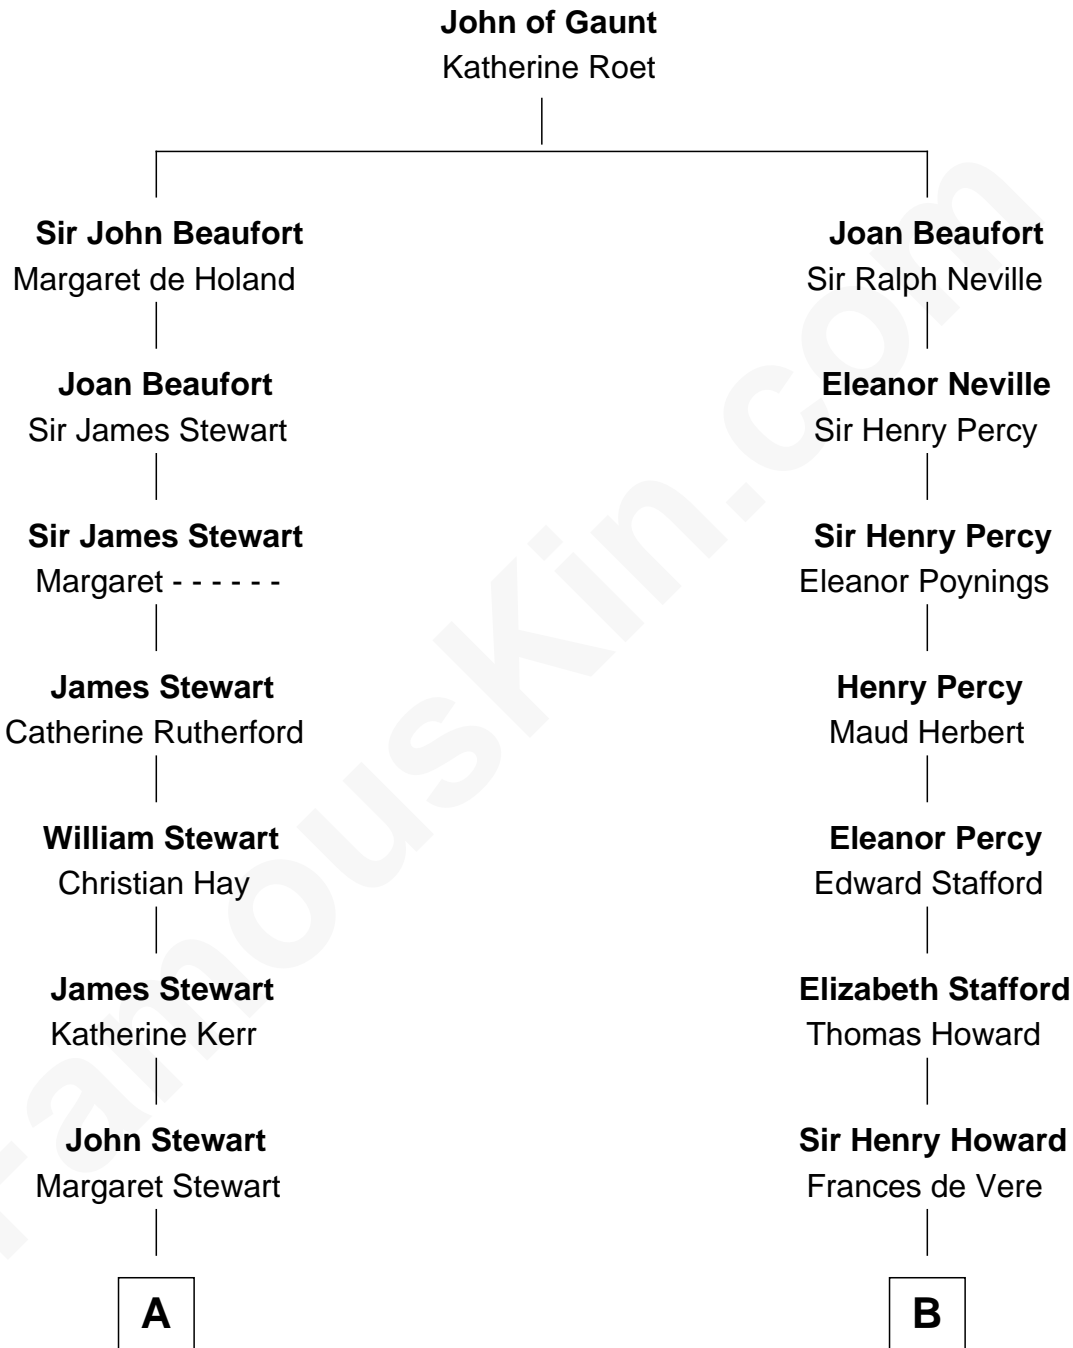 John of Gaunt
Katherine Roet
Sir John Beaufort
Margaret de Holand
Joan Beaufort
Sir James Stewart
Sir James Stewart
Margaret - - - - - -
James Stewart
Catherine Rutherford
William Stewart
Christian Hay
James Stewart
Katherine Kerr
John Stewart
Margaret Stewart
A
Joan Beaufort
Sir Ralph Neville
Eleanor Neville
Sir Henry Percy
Sir Henry Percy
Eleanor Poynings
Henry Percy
Maud Herbert
Eleanor Percy
Edward Stafford
Elizabeth Stafford
Thomas Howard
Sir Henry Howard
Frances de Vere
B
FamousKin.com